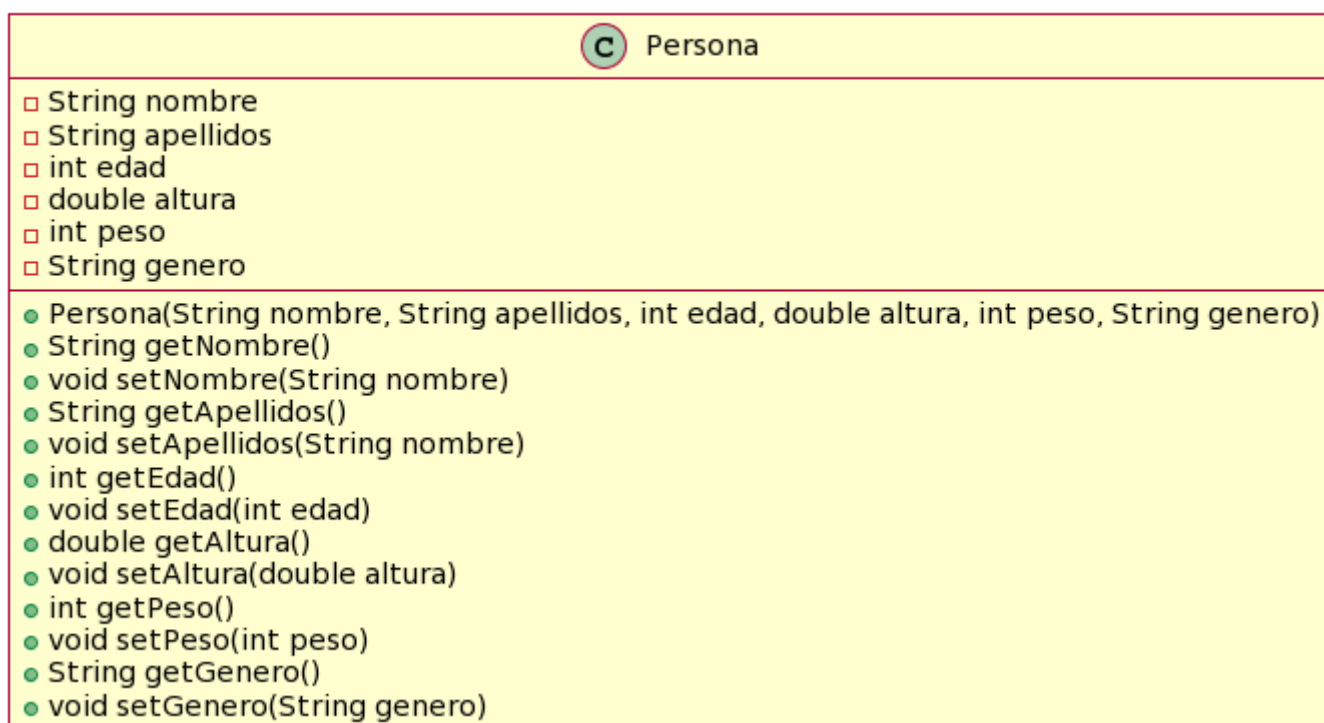 C Persona
String nombre
String apellidos
int edad
double altura
int peso
String genero
Persona(String nombre, String apellidos, int edad, double altura, int peso, String genero)
String getNombre()
void setNombre(String nombre)
String getApellidos()
void setApellidos(String nombre)
int getEdad()
void setEdad(int edad)
double getAltura()
void setAltura(double altura)
int getPeso()
void setPeso(int peso)
String getGenero()
void setGenero(String genero)